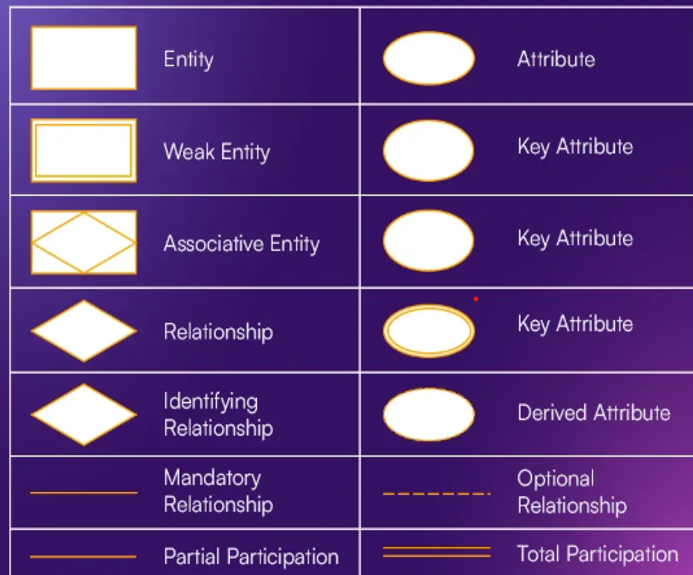 Entity
Attribute
Weak Entity
Key Attribute
Associative Entity
Key Attribute
Relationship
Key Attribute
Identifying
Relationship
Derived Attribute
Mandatory
Relationship
Optional
Relationship
Partial Participation
Total Participation